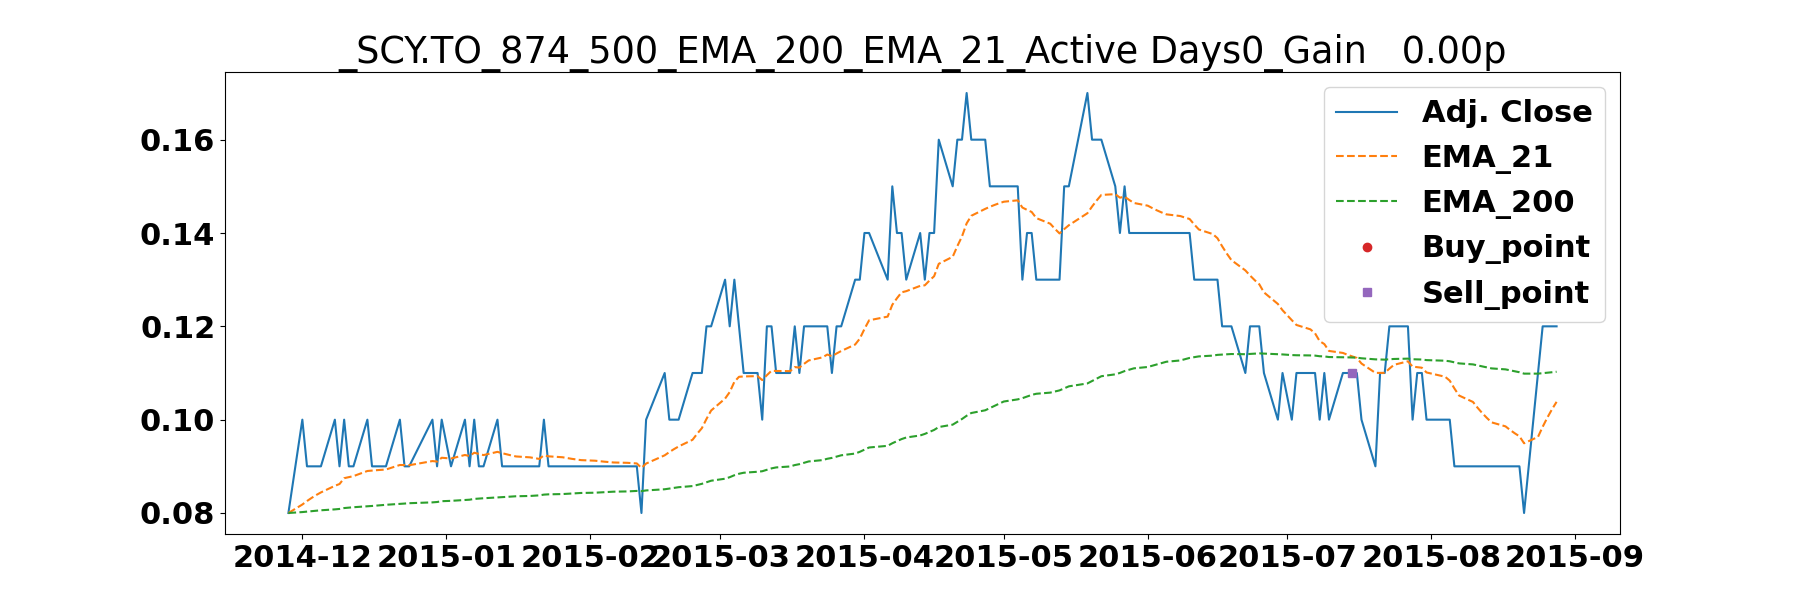 _SCY.TO_874_500_EMA_200_EMA_21_Active Days0_Gain   0.00p
0.16
0.14
0.12
0.10
0.08
Adj. Close
EMA_21
EMA_200
Buy_point
Sell_point
2014-12 2015-01 2015-02 2015-03 2015-04 2015-05 2015-06 2015-07 2015-08 2015-09